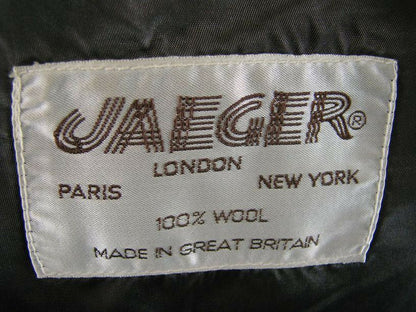 JAEGER®
LONDON
PARIS NEW YORK
100% WOOL
MADE IN GREAT BRITAIN